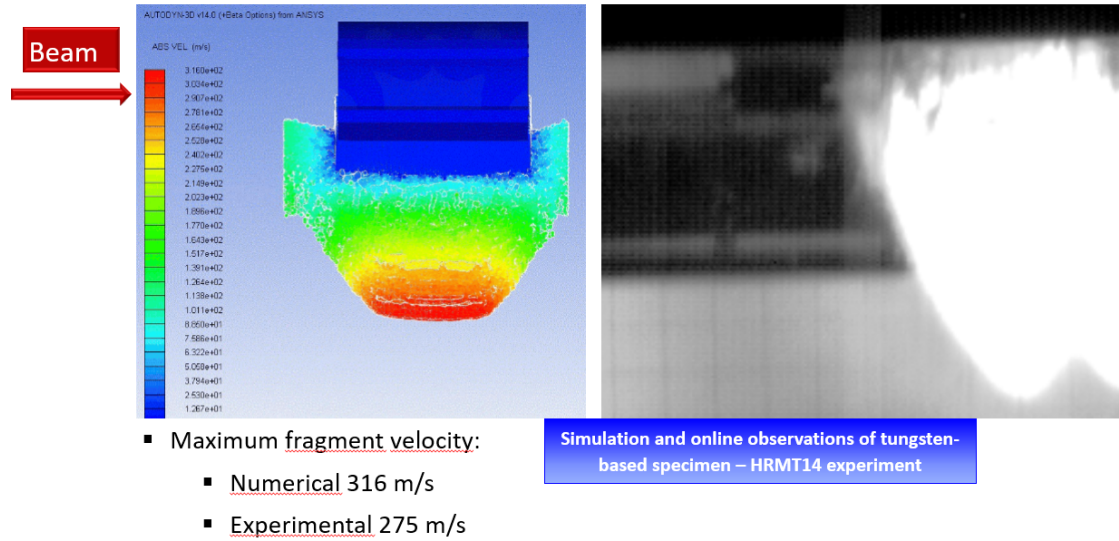 AUTODYN-3D v14.0 (+Beta Options) from ANSYS
Beam
ABS VEL (m/s)
3.160e+02
3.034e+02
2.907e+02
2.781e+02
2.654e+02
2.528e+02
2.402e+02
2.275e+02
2.149e+02
2.023e+02
1.896e+02
1.770e+02
1.643e+02
1.517e+02
1.391e+02
1.264e+02
1.138e+02
1.011e+02
8.850e+01
7.586e+01
6.322e+01
5.058e+01
3.794e+01
2.530e+01
1.267e+01
▪ Maximum fragment velocity:
▪ Numerical 316 m/s
▪ Experimental 275 m/s
Simulation and online observations of tungsten-
based specimen – HRMT14 experiment